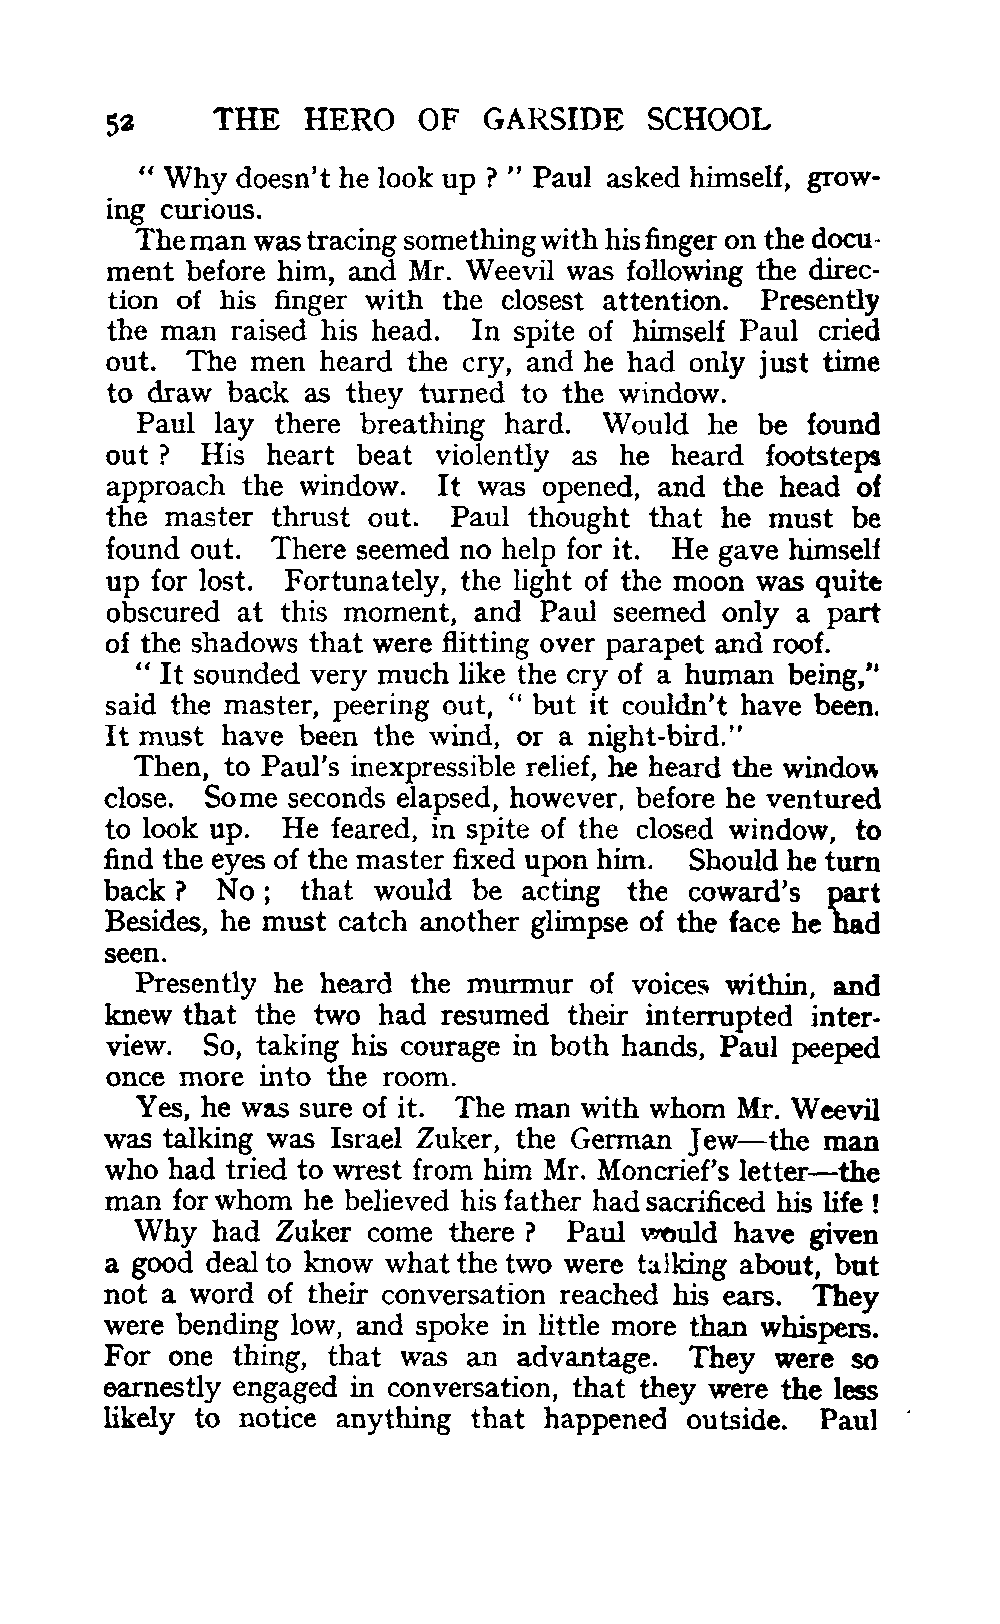 52 THE HERO OF GARSIDE SCHOOL
“ Why doesn't he look up ? ” Paul asked himself, grow-
ing curious.
The man was tracing something with his finger on the docu-
ment before him, and Mr. Weevil was following the direc-
tion of his finger with the closest attention. Presently
the man raised his head. In spite of himself Paul cried
out. The men heard the cry, and he had only just time
to draw back as they turned to the window.
Paul lay there breathing hard. Would he be found
out ? His heart beat violently as he heard footsteps
approach the window. It was opened, and the head of
the master thrust out. Paul thought that he must be
found out. There seemed no help for it. He gave himself
up for lost. Fortunately, the light of the moon was quite
obscured at this moment, and Paul seemed only a part
of the shadows that were flitting over parapet and roof.
“ It sounded very much like the cry of a human being,”
said the master, peering out, “ but it couldn't have been.
It must have been the wind, or a night-bird.”
Then, to Paul's inexpressible relief, he heard the window
close. Some seconds elapsed, however, before he ventured
to look up. He feared, in spite of the closed window, to
find the eyes of the master fixed upon him. Should he turn
back ? No ; that would be acting the coward's part
Besides, he must catch another glimpse of the face he had
seen.
Presently he heard the murmur of voices within, and
knew that the two had resumed their interrupted inter-
view. So, taking his courage in both hands, Paul peeped
once more into the room.
Yes, he was sure of it. The man with whom Mr. Weevil
was talking was Israel Zuker, the German Jew—the man
who had tried to wrest from him Mr. Moncrief's letter—the
man for whom he believed his father had sacrificed his life !
Why had Zuker come there ? Paul would have given
a good deal to know what the two were talking about, but
not a word of their conversation reached his ears. They
were bending low, and spoke in little more than whispers.
For one thing, that was an advantage. They were so
earnestly engaged in conversation, that they were the less
likely to notice anything that happened outside. Paul